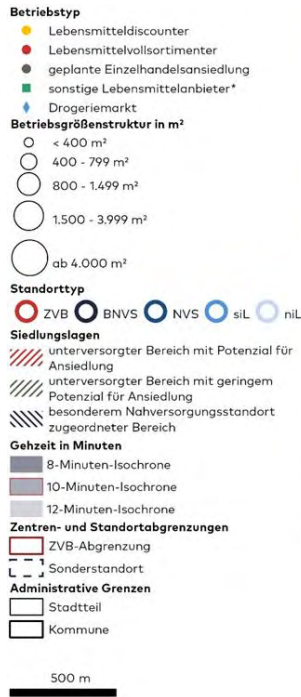 Betriebstyp
Lebensmitteldiscounter
Lebensmittelvollsortimenter
geplante Einzelhandelsansiedlung
sonstige Lebensmittelanbieter*
Drogeriemarkt
Betriebsgrößenstruktur in m²
< 400 m²
400 - 799 m²
800 - 1.499 m²
1.500 - 3.999 m²
ab 4.000 m²
Standorttyp
ZVB BNVS NVS siL niL
Siedlungslagen
unterversorgter Bereich mit Potenzial für
Ansiedlung
unterversorgter Bereich mit geringem
Potenzial für Ansiedlung
besonderem Nahversorgungsstandort
zugeordneter Bereich
Gehzeit in Minuten
8-Minuten-Isochrone
10-Minuten-Isochrone
12-Minuten-Isochrone
Zentren- und Standortabgrenzungen
ZVB-Abgrenzung
Sonderstandort
Administrative Grenzen
Stadtteil
Kommune
500 m